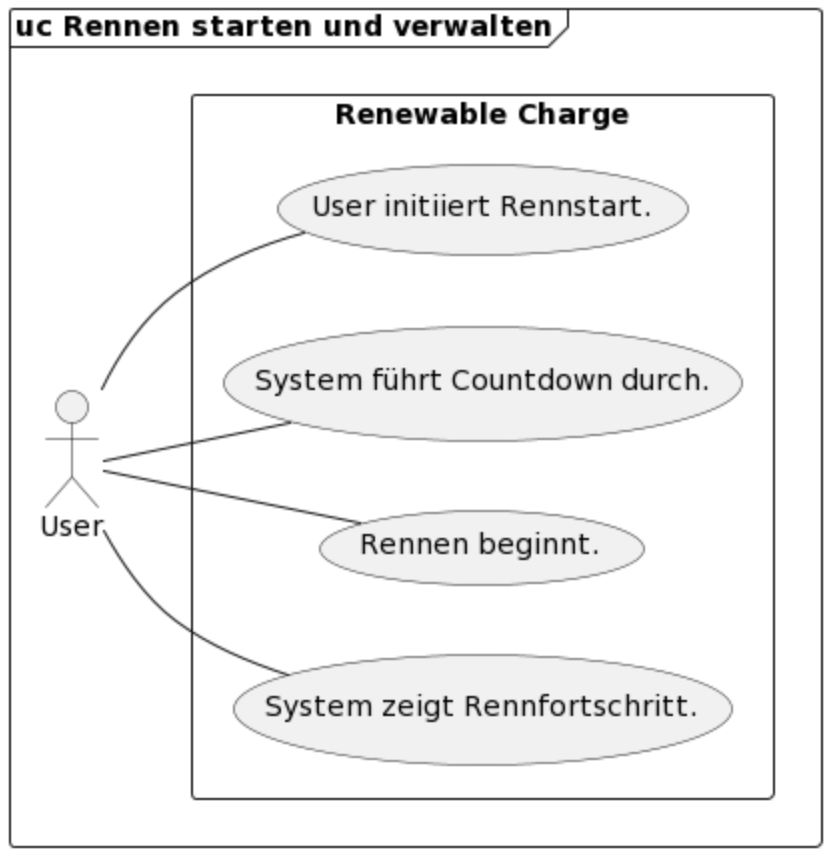 uc Rennen starten und verwalten
Renewable Charge
User initiiert Rennstart.
System führt Countdown durch.
User
Rennen beginnt.
System zeigt Rennfortschritt.